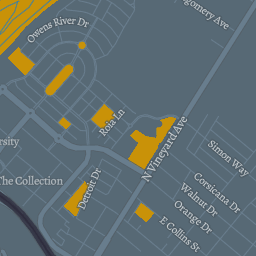 Owens River Dr
gomery Ave
Roia Ln
N Vineyard Ave
Simon Way
rsity
The Collection
Detroit Dr
Corsicana Dr
Walnut Dr
Orange Dr
E Collins St